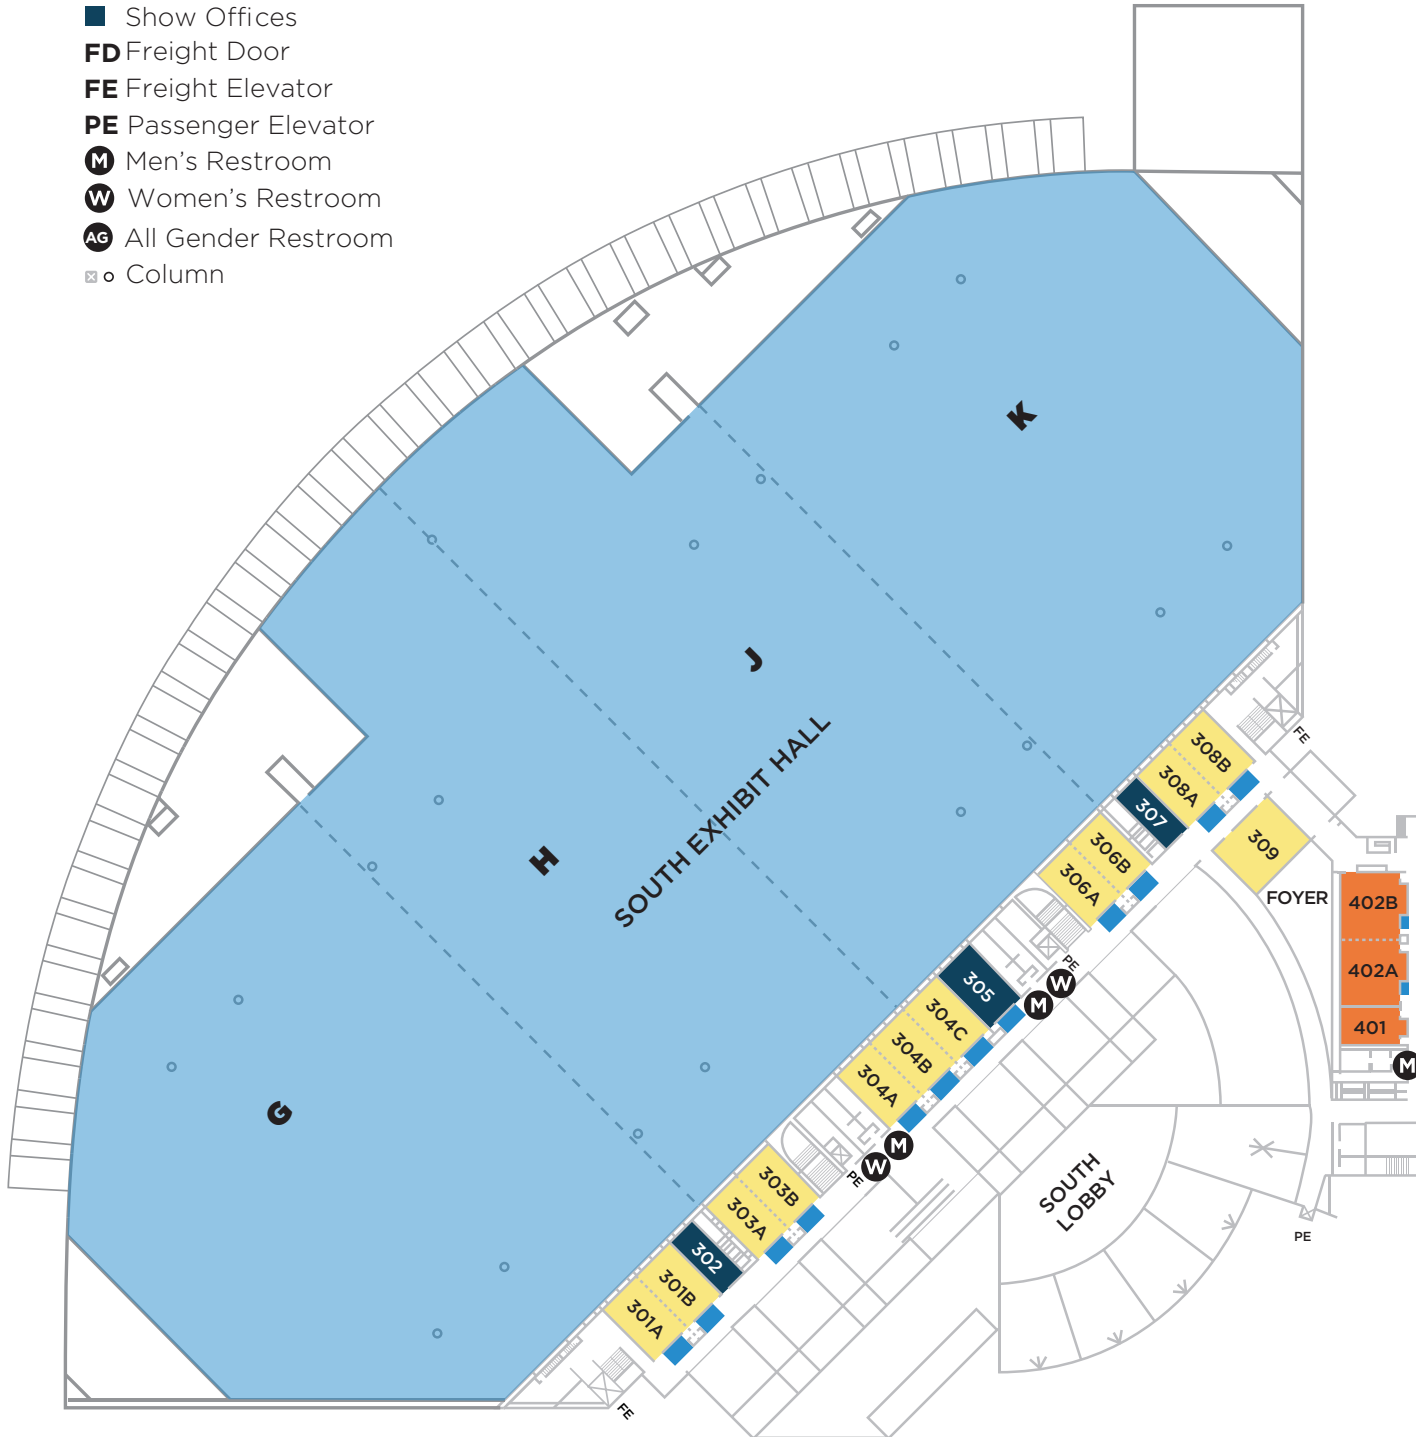 Show Offices
FD Freight Door
FE Freight Elevator
PE Passenger Elevator
M Men's Restroom
W Women's Restroom
AG All Gender Restroom
Column
K
J
H
G
SOUTH EXHIBIT HALL
308B
308A
307
306B
306A
305
304C
304B
304A
303B
303A
302
301B
301A
309
FOYER
402B
402A
401
FE
PE
W
M
M
M
W
PE
SOUTH
LOBBY
PE
FE